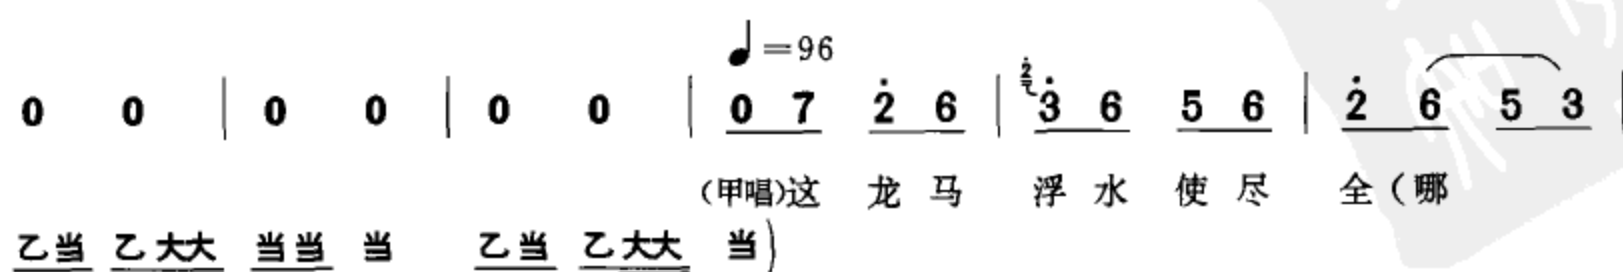 ♩=96
0 0 | 0 0 | 0 0 | 0 7 2̇ 6 | 2̇ 3̇ 6 5 6 | 2̇ 6 5 3 |
(甲唱)这 龙 马 浮 水 使 尽 全(哪
乙当 乙大大 当当 当 乙当 乙大大 当)